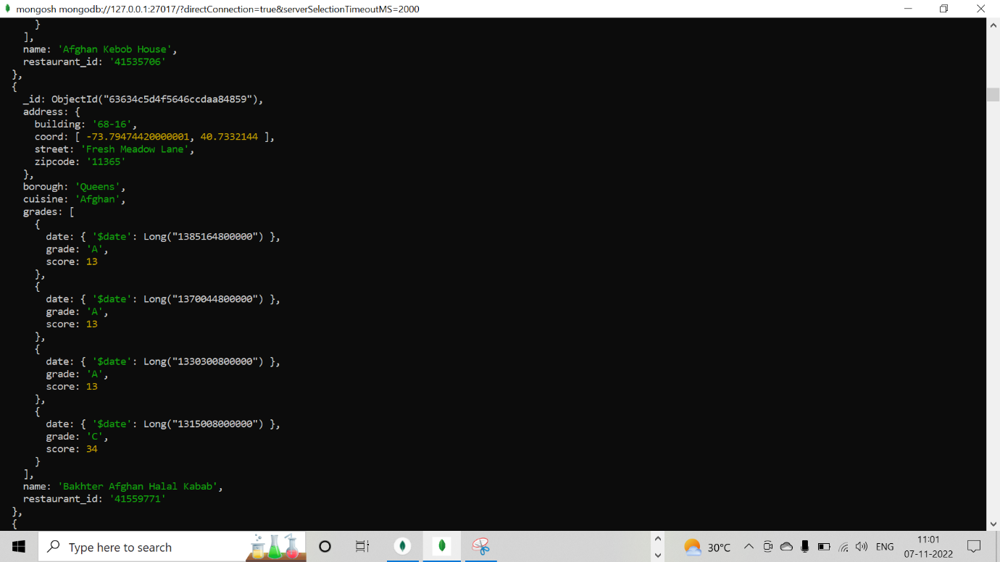 mongosh mongodb://127.0.0.1:27017/?directConnection=true&serverSelectionTimeoutMS=2000
}
],
name: 'Afghan Kebob House',
restaurant_id: '41535706'
},
{
_id: ObjectId("63634c5d4f5646ccdaa84859"),
address: {
building: '68-16',
coord: [ -73.79474420000001, 40.7332144 ],
street: 'Fresh Meadow Lane',
zipcode: '11365'
},
borough: 'Queens',
cuisine: 'Afghan',
grades: [
{
date: { '$date': Long("1385164800000") },
grade: 'A',
score: 13
},
{
date: { '$date': Long("1370044800000") },
grade: 'A',
score: 13
},
{
date: { '$date': Long("1330300800000") },
grade: 'A',
score: 13
},
{
date: { '$date': Long("1315008000000") },
grade: 'C',
score: 34
}
],
name: 'Bakhter Afghan Halal Kabab',
restaurant_id: '41559771'
},
{
Type here to search
30°C
ENG
11:01
07-11-2022